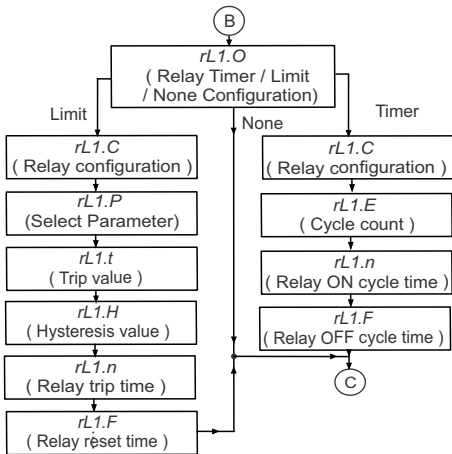 B
rL1.O
( Relay Timer / Limit
/ None Configuration)
Limit
None
Timer
rL1.C
( Relay configuration )
rL1.P
(Select Parameter)
rL1.t
( Trip value )
rL1.H
( Hysteresis value )
rL1.n
( Relay trip time )
rL1.F
( Relay reset time )
rL1.C
( Relay configuration )
rL1.E
( Cycle count )
rL1.n
( Relay ON cycle time )
rL1.F
( Relay OFF cycle time )
C